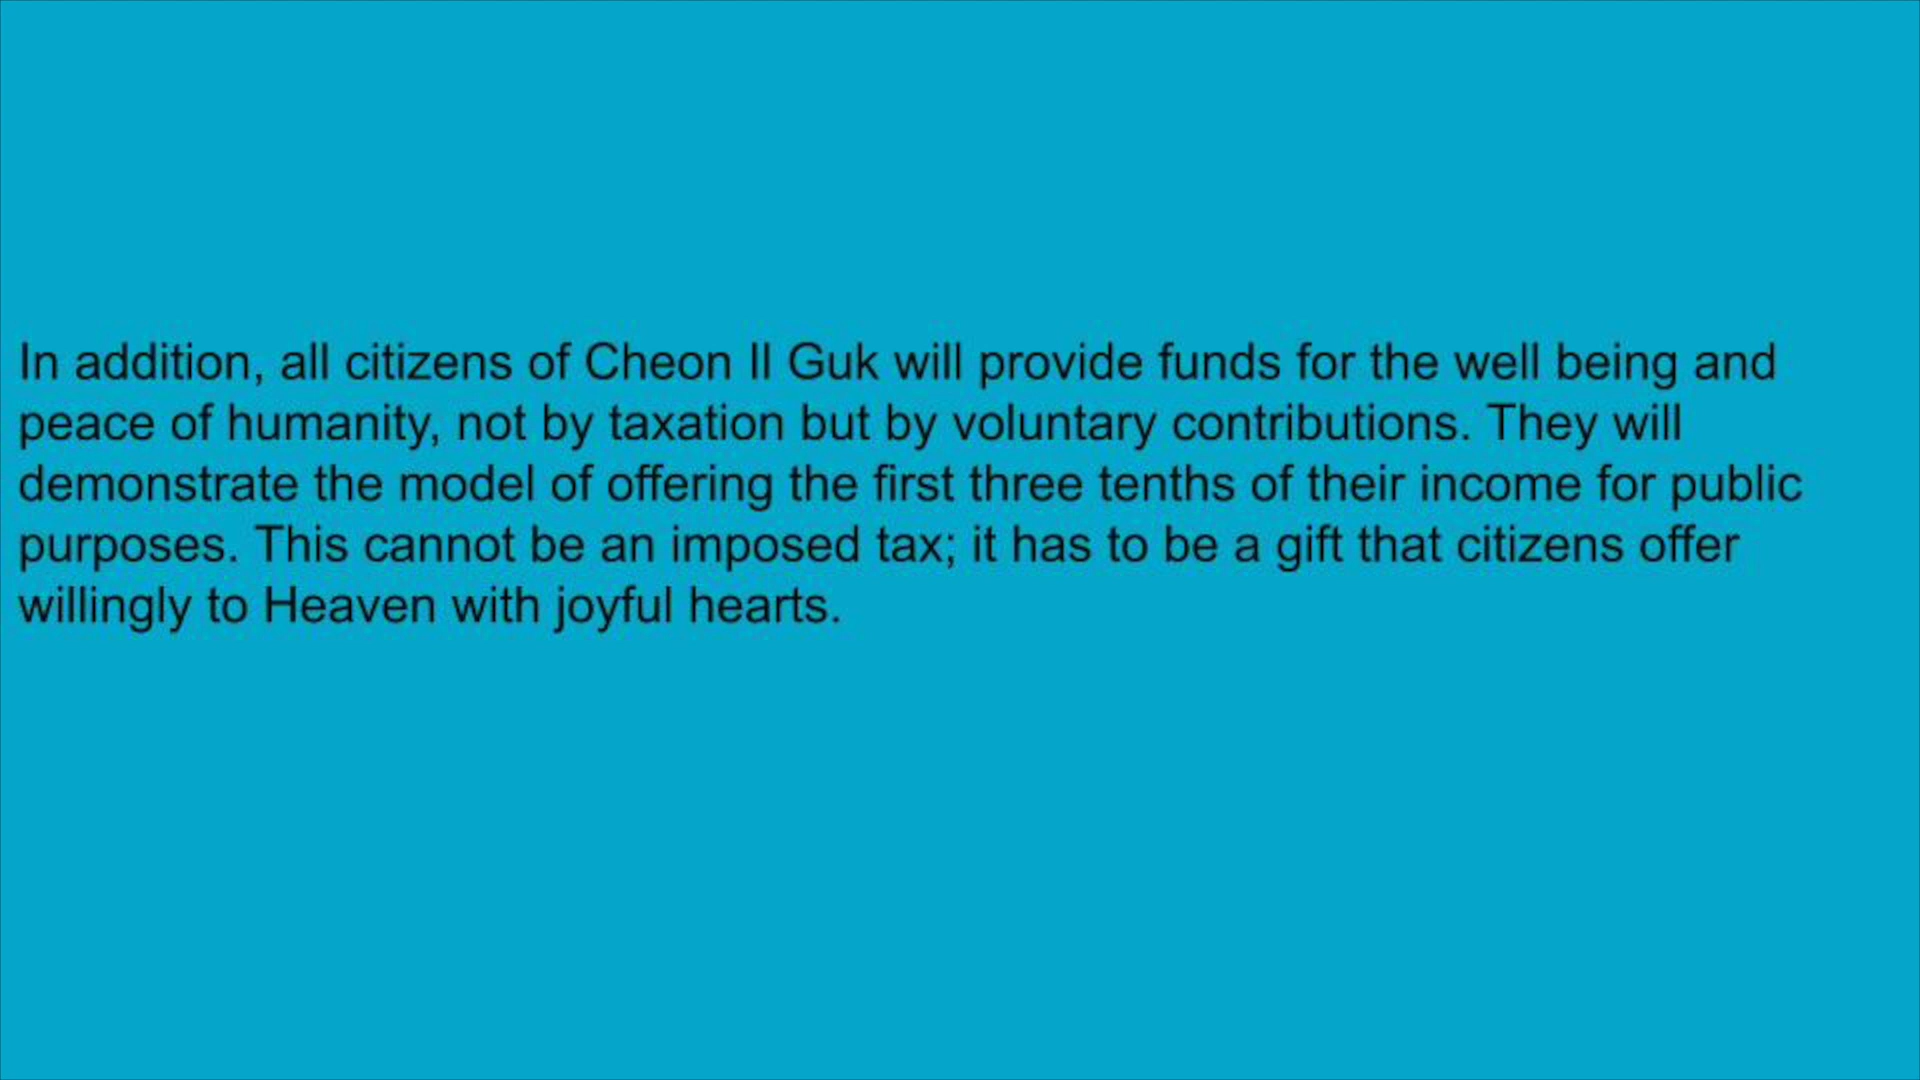 In addition, all citizens of Cheon Il Guk will provide funds for the well being and
peace of humanity, not by taxation but by voluntary contributions. They will
demonstrate the model of offering the first three tenths of their income for public
purposes. This cannot be an imposed tax; it has to be a gift that citizens offer
willingly to Heaven with joyful hearts.